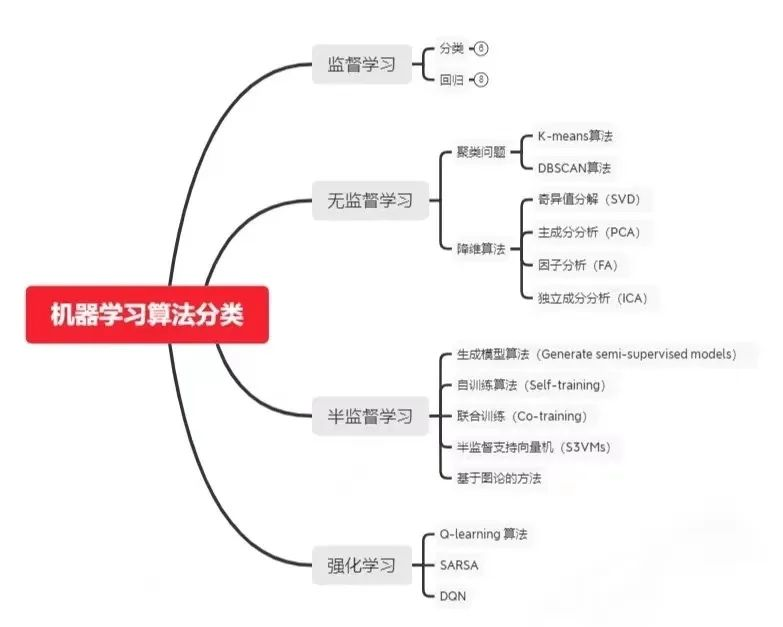 监督学习
分类 6
回归 8
无监督学习
聚类问题
K-means算法
DBSCAN算法
降维算法
奇异值分解（SVD）
主成分分析（PCA）
因子分析（FA）
独立成分分析（ICA）
机器学习算法分类
半监督学习
生成模型算法（Generate semi-supervised models）
自训练算法（Self-training）
联合训练（Co-training）
半监督支持向量机（S3VMs）
基于图论的方法
强化学习
Q-learning 算法
SARSA
DQN